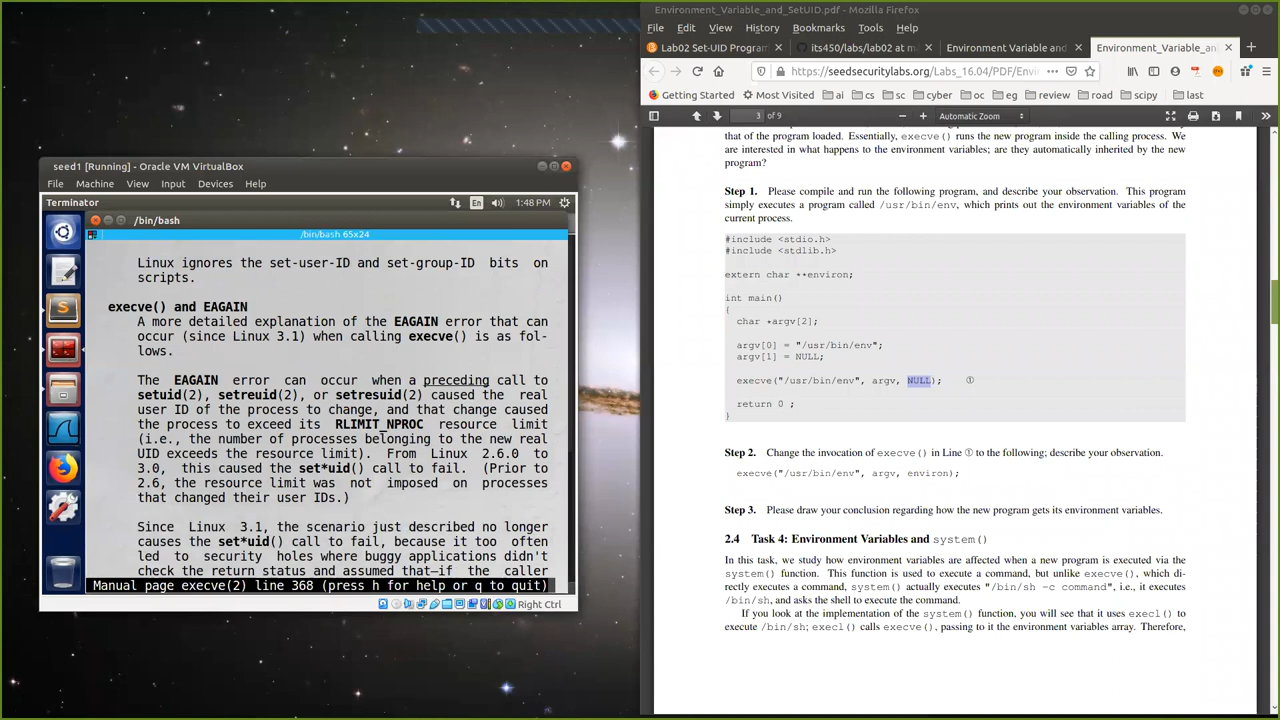 seed1 [Running] - Oracle VM VirtualBox
File Machine View Input Devices Help
Terminator
En
1:48 PM
/bin/bash
/bin/bash 65x24
Linux ignores the set-user-ID and set-group-ID bits on
scripts.
execve() and EAGAIN
A more detailed explanation of the EAGAIN error that can
occur (since Linux 3.1) when calling execve() is as fol-
lows.
The EAGAIN error can occur when a preceding call to
setuid(2), setreuid(2), or setresuid(2) caused the real
user ID of the process to change, and that change caused
the process to exceed its RLIMIT_NPROC resource limit
(i.e., the number of processes belonging to the new real
UID exceeds the resource limit). From Linux 2.6.0 to
3.0, this caused the set*uid() call to fail. (Prior to
2.6, the resource limit was not imposed on processes
that changed their user IDs.)
Since Linux 3.1, the scenario just described no longer
causes the set*uid() call to fail, because it too often
led to security holes where buggy applications didn't
check the return status and assumed that—if the caller
Manual page execve(2) line 368 (press h for help or q to quit)
Right Ctrl
Environment_Variable_and_SetUID.pdf - Mozilla Firefox
File Edit View History Bookmarks Tools Help
Lab02 Set-UID Program
its450/labs/lab02 at m
Environment Variable and
Environment_Variable_an
https://seedsecuritylabs.org/Labs_16.04/PDF/Envi
Getting Started Most Visited ai cs sc cyber oc eg review road scipy last
3 of 9
Automatic Zoom
that of the program loaded. Essentially, execve() runs the new program inside the calling process. We
are interested in what happens to the environment variables; are they automatically inherited by the new
program?
Step 1. Please compile and run the following program, and describe your observation. This program
simply executes a program called /usr/bin/env, which prints out the environment variables of the
current process.
#include <stdio.h>
#include <stdlib.h>
extern char **environ;
int main()
{
char *argv[2];
argv[0] = "/usr/bin/env";
argv[1] = NULL;
execve("/usr/bin/env", argv, NULL); ①
return 0 ;
}
Step 2. Change the invocation of execve() in Line ① to the following; describe your observation.
execve("/usr/bin/env", argv, environ);
Step 3. Please draw your conclusion regarding how the new program gets its environment variables.
2.4 Task 4: Environment Variables and system()
In this task, we study how environment variables are affected when a new program is executed via the
system() function. This function is used to execute a command, but unlike execve(), which di-
rectly executes a command, system() actually executes "/bin/sh -c command", i.e., it executes
/bin/sh, and asks the shell to execute the command.
If you look at the implementation of the system() function, you will see that it uses execl() to
execute /bin/sh; execl() calls execve(), passing to it the environment variables array. Therefore,